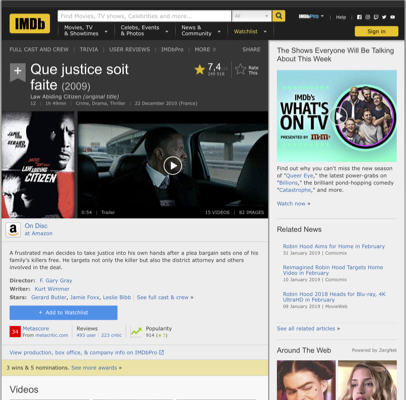 IMDb
Find Movies, TV shows, Celebrities and more...
All
IMDbPro
Help
Movies, TV
& Showtimes
Celebs, Events
& Photos
News &
Community
Watchlist
Sign in
FULL CAST AND CREW | TRIVIA | USER REVIEWS | IMDbPro | MORE
SHARE
Que justice soit
faite (2009)
Law Abiding Citizen (original title)
12 | 1h 49min | Crime, Drama, Thriller | 22 December 2010 (France)
7,4
Rate
This
LAW
ABIDING
CITIZEN
0:54 | Trailer
15 VIDEOS | 82 IMAGES
On Disc
at Amazon
A frustrated man decides to take justice into his own hands after a plea bargain sets one of his
family's killers free. He targets not only the killer but also the district attorney and others
involved in the deal.
Director: F. Gary Gray
Writer: Kurt Wimmer
Stars: Gerard Butler, Jamie Foxx, Leslie Bibb | See full cast & crew »
+ Add to Watchlist
34
Metascore
From metacritic.com
Reviews
493 user | 223 critic
Popularity
914
View production, box office, & company info on IMDbPro
3 wins & 5 nominations. See more awards »
Videos
The Shows Everyone Will Be Talking
About This Week
IMDb's
WHAT'S
ON TV
PRESENTED BY
Find out why you can't miss the new season
of "Queer Eye," the latest power-grabs on
"Billions," the brilliant pond-hopping comedy
"Catastrophe," and more.
Watch now »
Related News
Robin Hood Aims for Home in February
31 January 2019 | Comicmix
Reimagined Robin Hood Targets Home
Video in February
Robin Hood 2018 Heads for Blu-ray, 4K
UltraHD in February
09 January 2019 | MovieWeb
See all related articles »
Around The Web
Powered by ZergNet